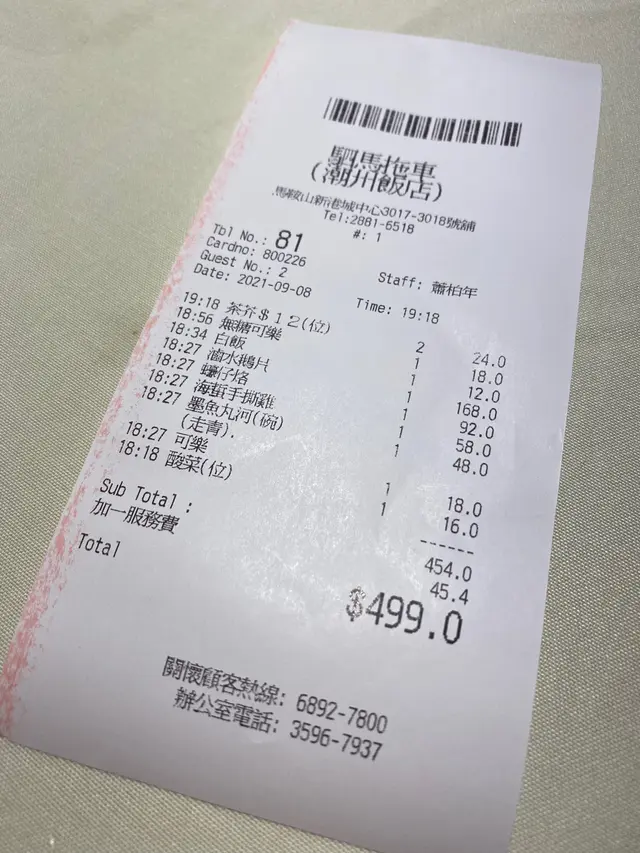 駟馬拖車
(潮州飯店)
馬鞍山新港城中心3017-3018號舖
Tel:2881-6518
#: 1
Tbl No.: 81
Cardno: 800226
Guest No.: 2 Staff: 蕭柏年
Date: 2021-09-08 Time: 19:18
19:18 茶芥$12(位) 2 24.0
18:56 無糖可樂 1 18.0
18:34 白飯 1 12.0
18:27 滷水鵝片 1 168.0
18:27 蠔仔烙 1 92.0
18:27 海蜇手撕雞 1 58.0
18:27 墨魚丸河(碗) 1 48.0
(走青).
18:27 可樂 1 18.0
18:18 酸菜(位) 1 16.0
------
Sub Total : 454.0
加一服務費 45.4
Total $499.0
關懷顧客熱線: 6892-7800
辦公室電話: 3596-7937